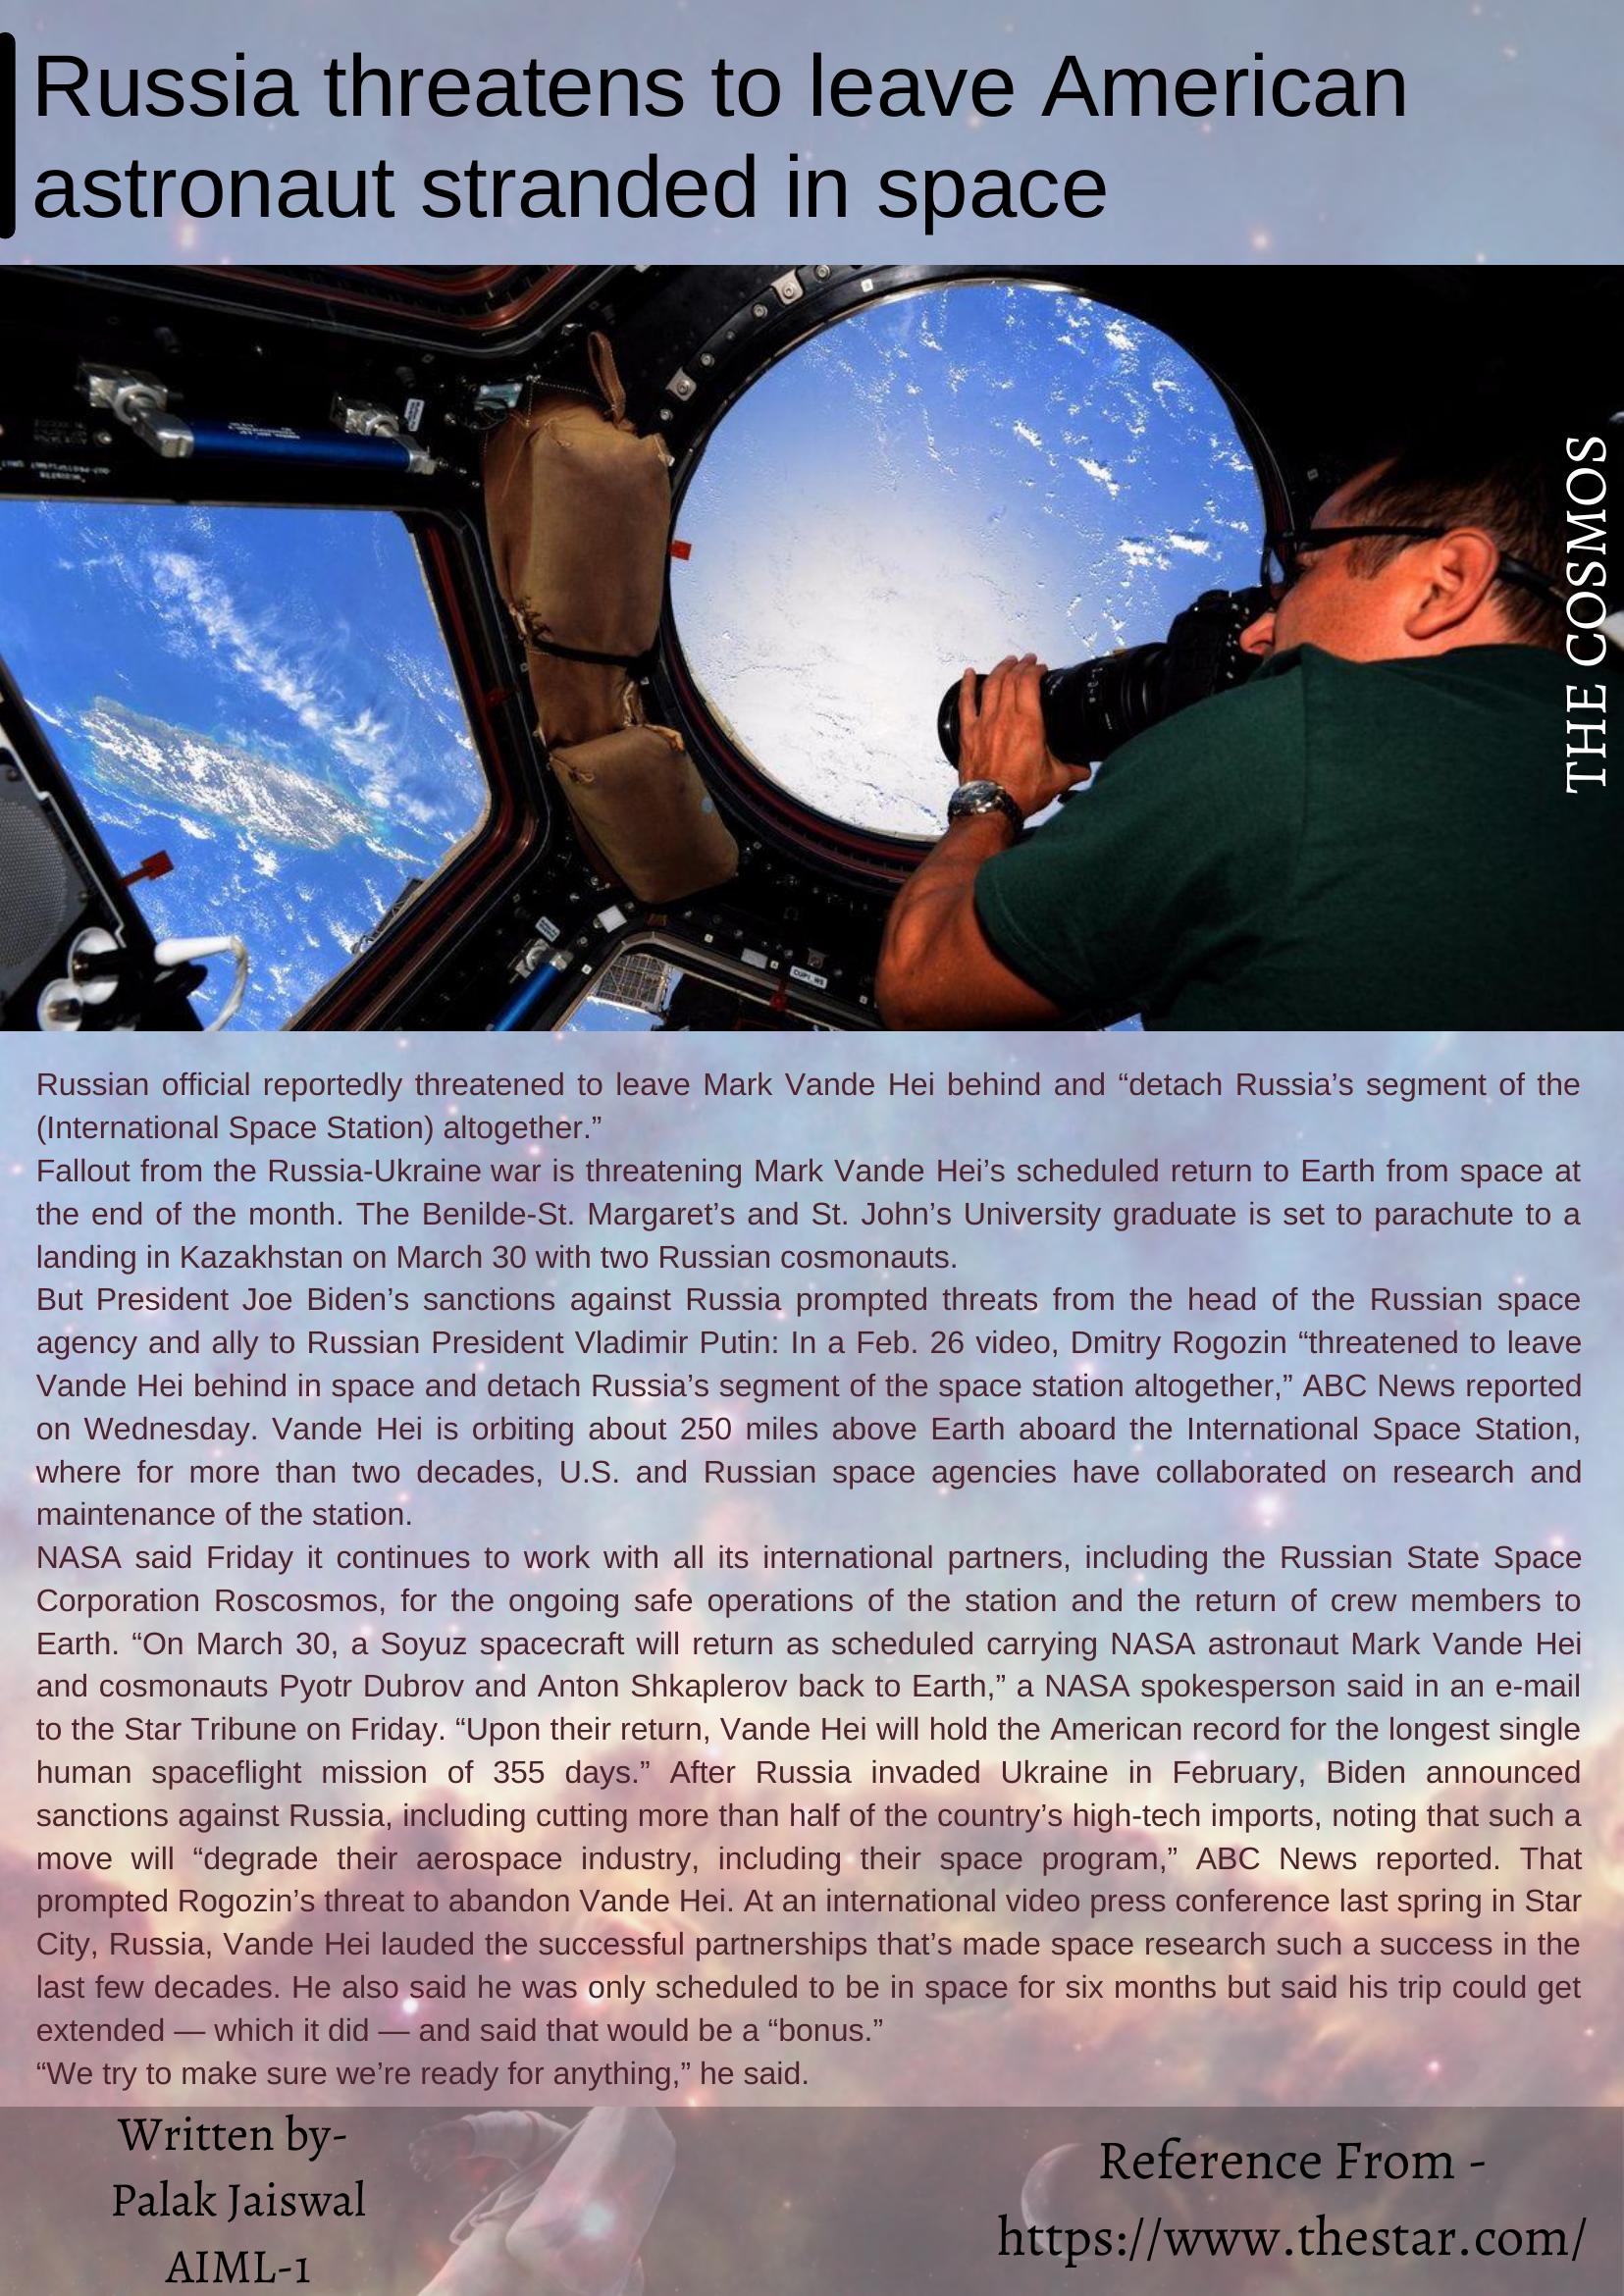 Russia threatens to leave American
astronaut stranded in space
THE COSMOS
Russian official reportedly threatened to leave Mark Vande Hei behind and “detach Russia’s segment of the
(International Space Station) altogether.”
Fallout from the Russia-Ukraine war is threatening Mark Vande Hei’s scheduled return to Earth from space at
the end of the month. The Benilde-St. Margaret’s and St. John’s University graduate is set to parachute to a
landing in Kazakhstan on March 30 with two Russian cosmonauts.
But President Joe Biden’s sanctions against Russia prompted threats from the head of the Russian space
agency and ally to Russian President Vladimir Putin: In a Feb. 26 video, Dmitry Rogozin “threatened to leave
Vande Hei behind in space and detach Russia’s segment of the space station altogether,” ABC News reported
on Wednesday. Vande Hei is orbiting about 250 miles above Earth aboard the International Space Station,
where for more than two decades, U.S. and Russian space agencies have collaborated on research and
maintenance of the station.
NASA said Friday it continues to work with all its international partners, including the Russian State Space
Corporation Roscosmos, for the ongoing safe operations of the station and the return of crew members to
Earth. “On March 30, a Soyuz spacecraft will return as scheduled carrying NASA astronaut Mark Vande Hei
and cosmonauts Pyotr Dubrov and Anton Shkaplerov back to Earth,” a NASA spokesperson said in an e-mail
to the Star Tribune on Friday. “Upon their return, Vande Hei will hold the American record for the longest single
human spaceflight mission of 355 days.” After Russia invaded Ukraine in February, Biden announced
sanctions against Russia, including cutting more than half of the country’s high-tech imports, noting that such a
move will “degrade their aerospace industry, including their space program,” ABC News reported. That
prompted Rogozin’s threat to abandon Vande Hei. At an international video press conference last spring in Star
City, Russia, Vande Hei lauded the successful partnerships that’s made space research such a success in the
last few decades. He also said he was only scheduled to be in space for six months but said his trip could get
extended — which it did — and said that would be a “bonus.”
“We try to make sure we’re ready for anything,” he said.
Written by-
Palak Jaiswal
AIML-1
Reference From -
https://www.thestar.com/